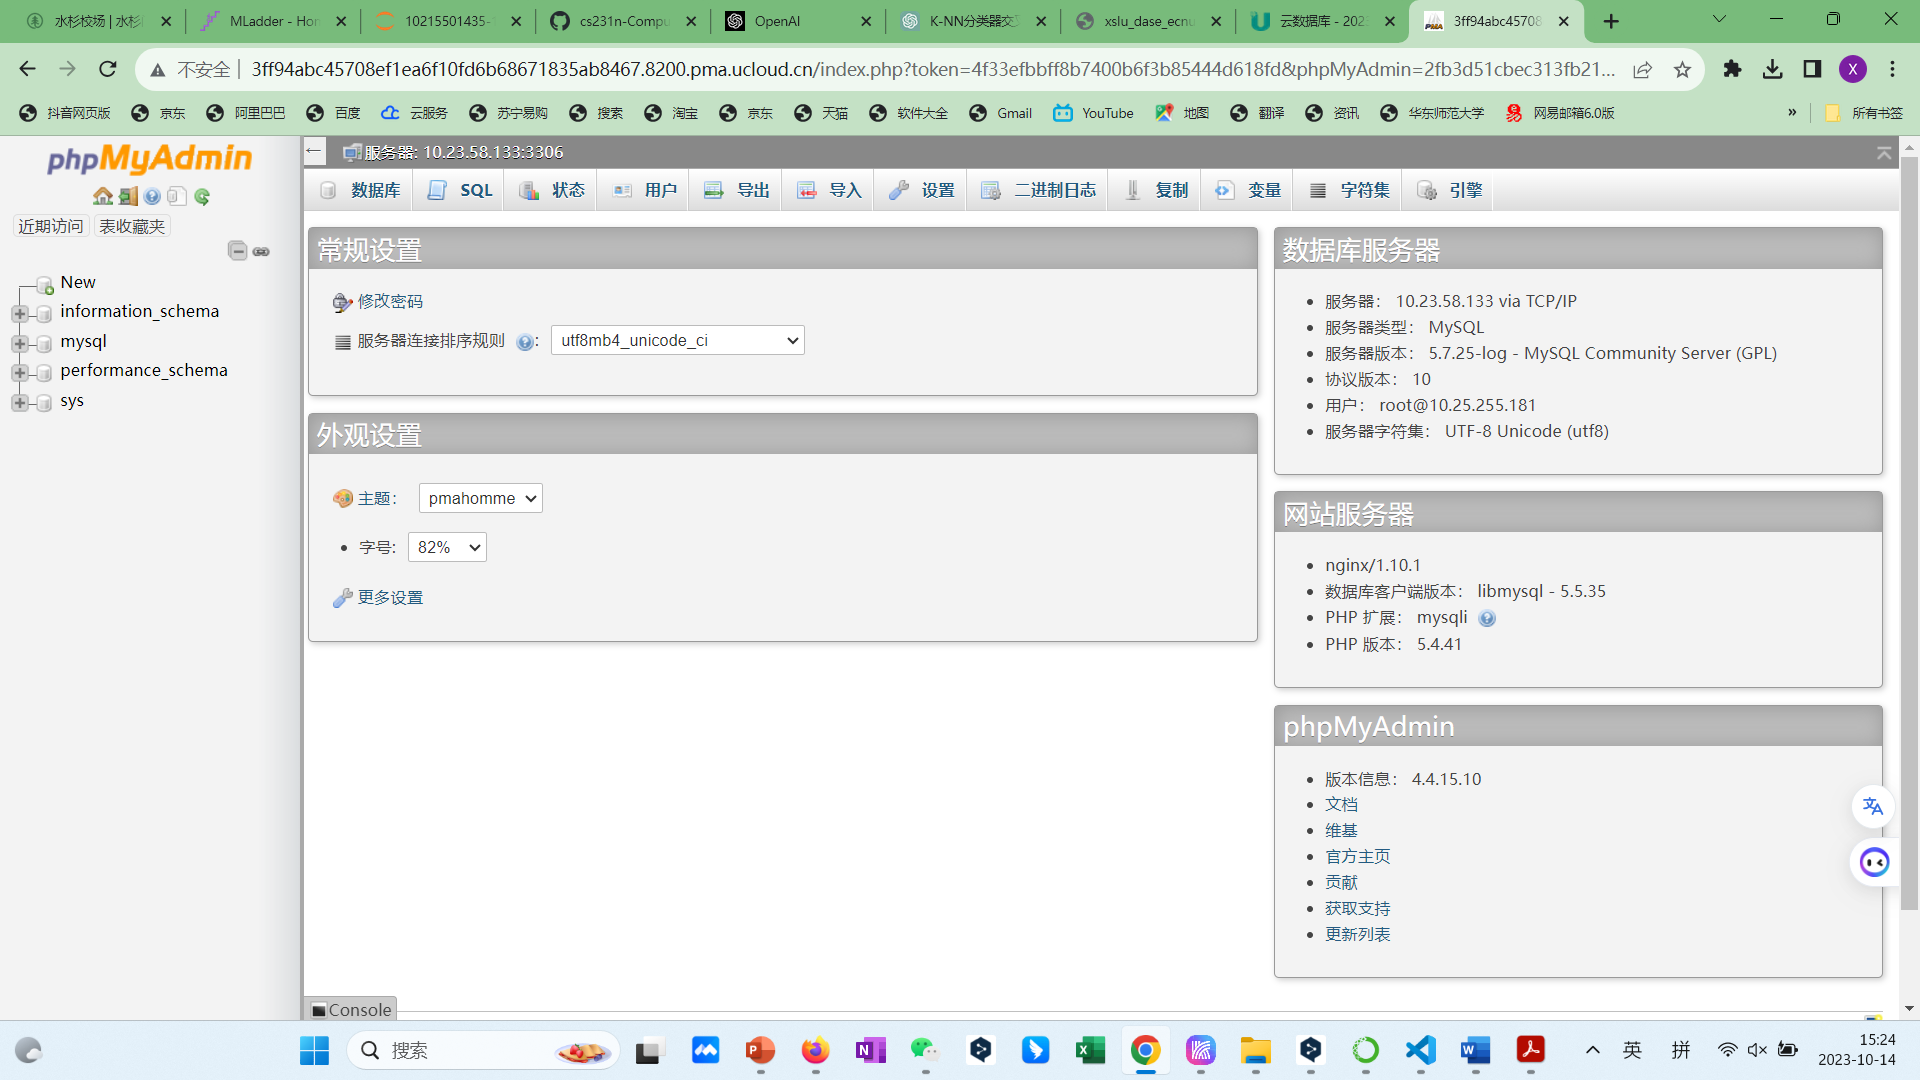 水杉校场 | 水杉
MLadder - Hon
10215501435-
cs231n-Compu
OpenAI
K-NN分类器交
xslu_dase_ecnu
云数据库 - 202
3ff94abc45708
不安全
3ff94abc45708ef1ea6f10fd6b68671835ab8467.8200.pma.ucloud.cn/index.php?token=4f33efbbff8b7400b6f3b85444d618fd&phpMyAdmin=2fb3d51cbec313fb21...
X
抖音网页版 京东 阿里巴巴 百度 云服务 苏宁易购 搜索 淘宝 京东 天猫 软件大全 Gmail YouTube 地图 翻译 资讯 华东师范大学 网易邮箱6.0版 » 所有书签
phpMyAdmin
近期访问 表收藏夹
New
information_schema
mysql
performance_schema
sys
服务器: 10.23.58.133:3306
数据库 SQL 状态 用户 导出 导入 设置 二进制日志 复制 变量 字符集 引擎
常规设置
修改密码
服务器连接排序规则 : utf8mb4_unicode_ci
外观设置
主题: pmahomme
字号: 82%
更多设置
数据库服务器
服务器: 10.23.58.133 via TCP/IP
服务器类型: MySQL
服务器版本: 5.7.25-log - MySQL Community Server (GPL)
协议版本: 10
用户: root@10.25.255.181
服务器字符集: UTF-8 Unicode (utf8)
网站服务器
nginx/1.10.1
数据库客户端版本: libmysql - 5.5.35
PHP 扩展: mysqli
PHP 版本: 5.4.41
phpMyAdmin
版本信息: 4.4.15.10
文档
维基
官方主页
贡献
获取支持
更新列表
Console
搜索
英 拼
15:24
2023-10-14